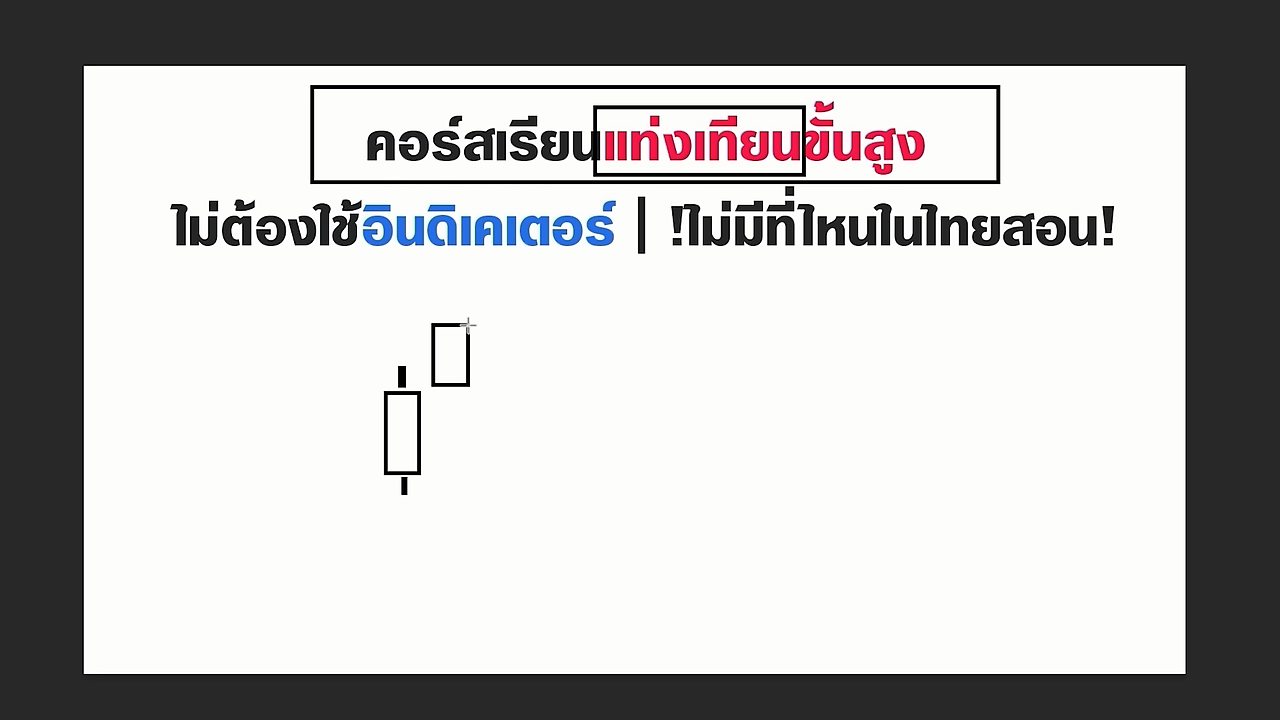 คอร์สเรียนแท่งเทียนขั้นสูง
ไม่ต้องใช้อินดิเคเตอร์ | !ไม่มีที่ไหนในไทยสอน!